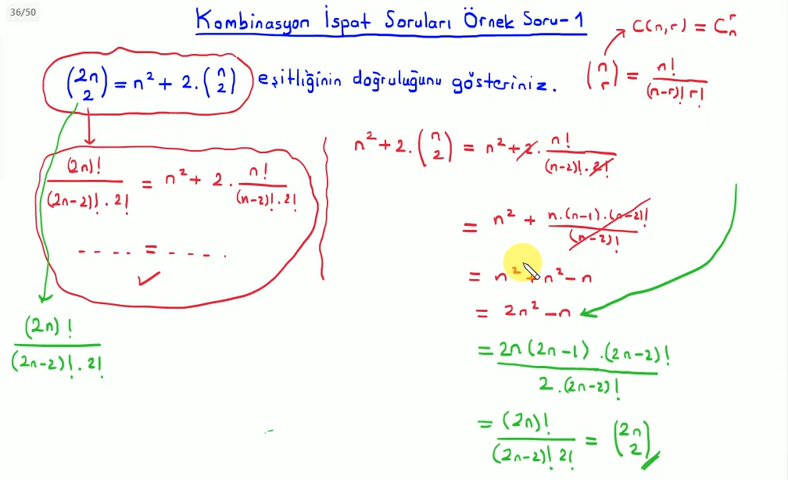 36/50
Kombinasyon İspat Soruları Örnek Soru-1
C(n,r) = Cₙʳ
(2n 2) = n² + 2.(n 2) eşitliğinin doğruluğunu gösteriniz.
(n r) = n! / (n-r)! r!
(2n)! / (2n-2)! . 2! = n² + 2 . n! / (n-2)! . 2!
- - - - = - - - - .
(2n)! / (2n-2)! . 2!
n² + 2 . (n 2) = n² + 2 . n! / (n-2)! . 2!
= n² + n.(n-1).(n-2)! / (n-2)!
= n² + n² - n
= 2n² - n
= 2n(2n-1) . (2n-2)! / 2 . (2n-2)!
= (2n)! / (2n-2)! 2! = (2n 2)